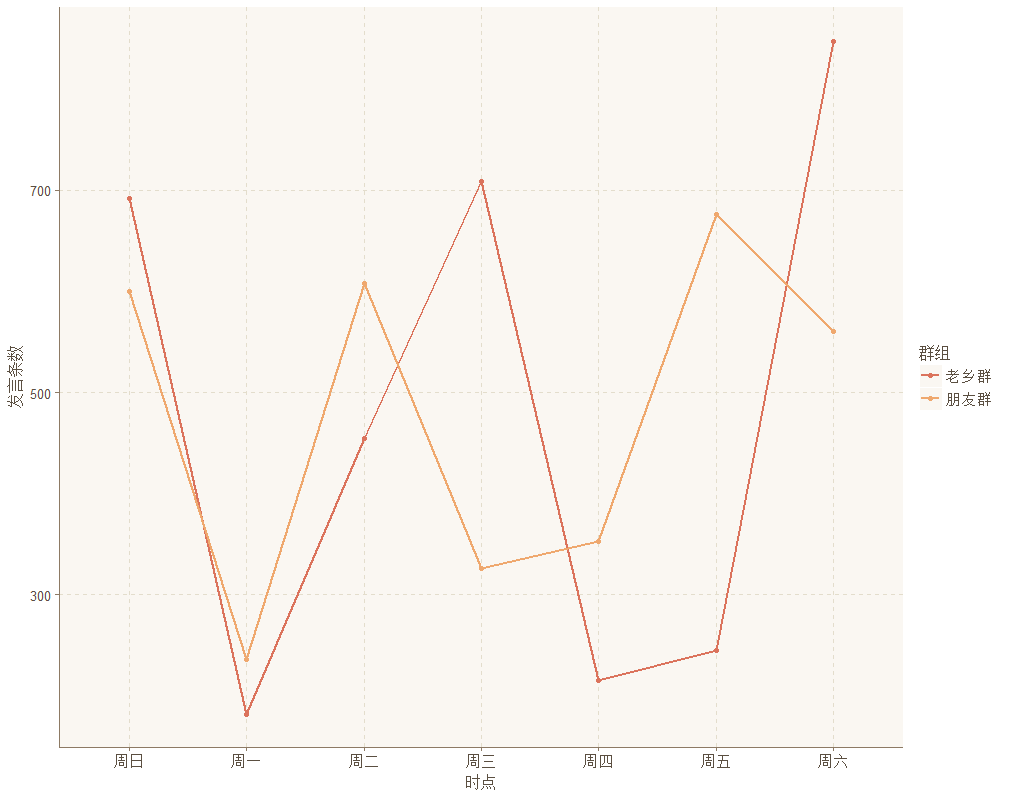 发言条数
700
500
300
周日 周一 周二 周三 周四 周五 周六
时点
群组
老乡群
朋友群